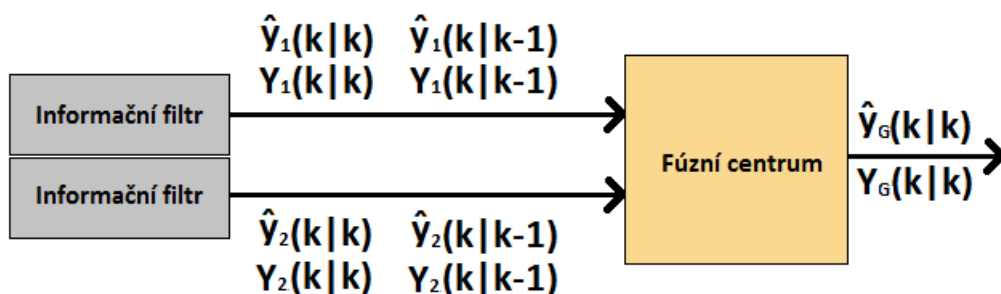 ŷ₁(k|k) ŷ₁(k|k-1)
Y₁(k|k) Y₁(k|k-1)
Informační filtr
Informační filtr
ŷ₂(k|k) ŷ₂(k|k-1)
Y₂(k|k) Y₂(k|k-1)
Fúzní centrum
ŷG(k|k)
YG(k|k)